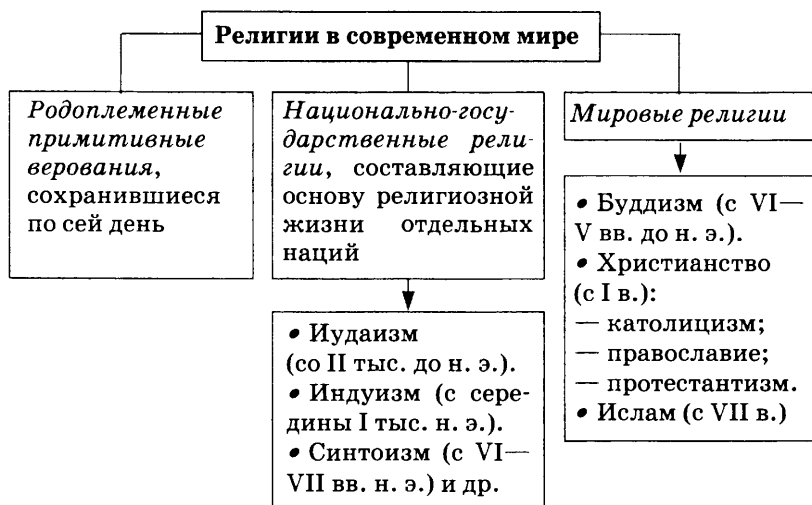 Религии в современном мире
Родоплеменные
примитивные
верования,
сохранившиеся
по сей день
Национально-госу-
дарственные рели-
гии, составляющие
основу религиозной
жизни отдельных
наций
• Иудаизм
(со II тыс. до н. э.).
• Индуизм (с сере-
дины I тыс. н. э.).
• Синтоизм (с VI—
VII вв. н. э.) и др.
Мировые религии
• Буддизм (с VI—
V вв. до н. э.).
• Христианство
(с I в.):
— католицизм;
— православие;
— протестантизм.
• Ислам (с VII в.)